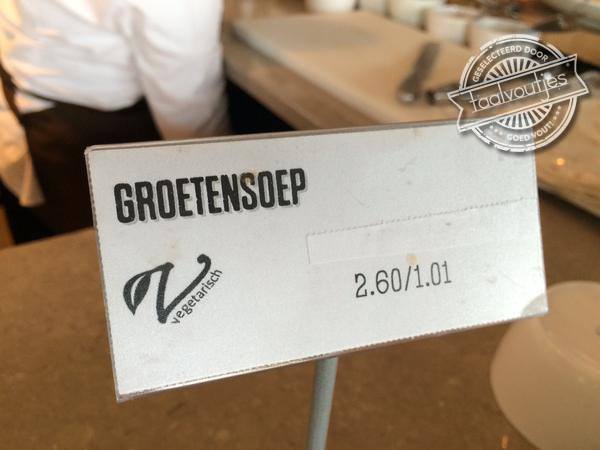 GESELECTEERD DOOR
taalvoutjes
GOED VOUT!
GROETENSOEP
Vegetarisch
2.60/1.01